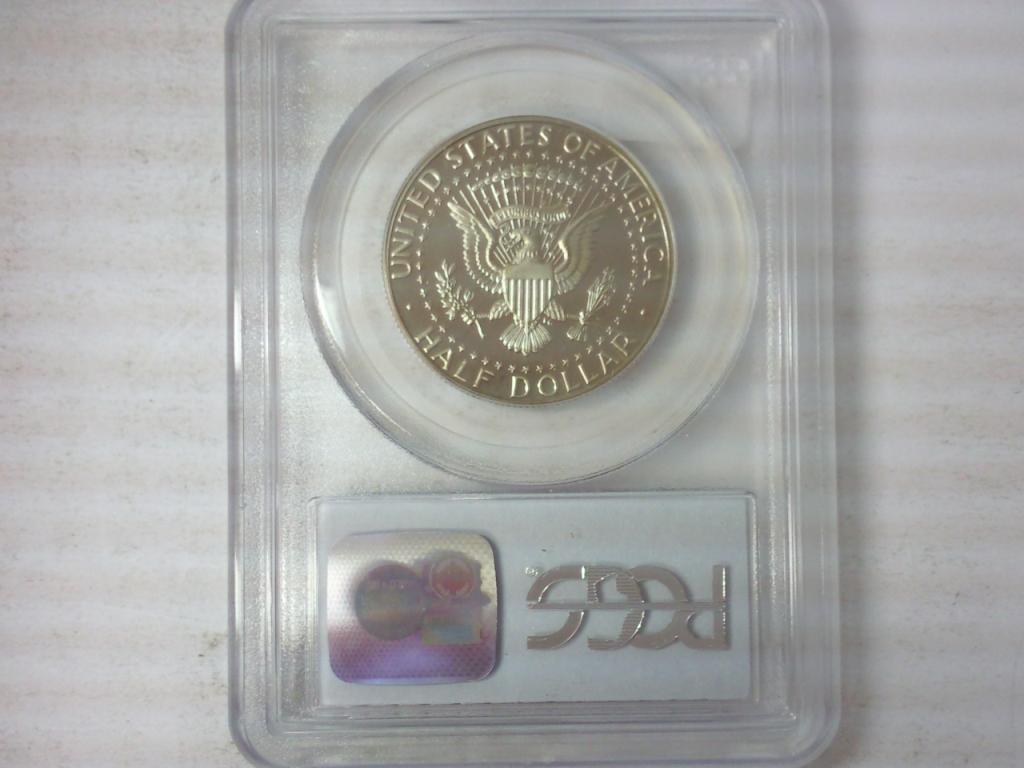 UNITED STATES OF AMERICA
HALF DOLLAR
PCGS